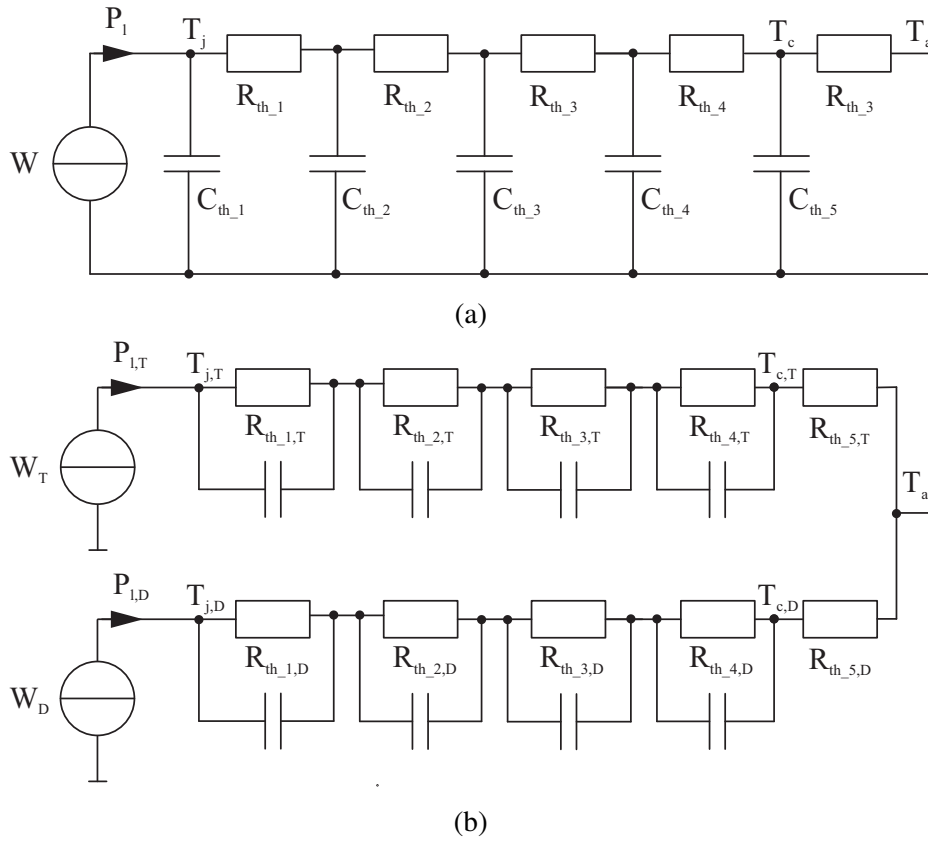 P_l T_j T_c T_a
R_th_1 R_th_2 R_th_3 R_th_4 R_th_3
W
C_th_1 C_th_2 C_th_3 C_th_4 C_th_5
(a)
P_l,T T_j,T T_c,T
R_th_1,T R_th_2,T R_th_3,T R_th_4,T R_th_5,T
W_T T_a
P_l,D T_j,D T_c,D
R_th_1,D R_th_2,D R_th_3,D R_th_4,D R_th_5,D
W_D
(b)